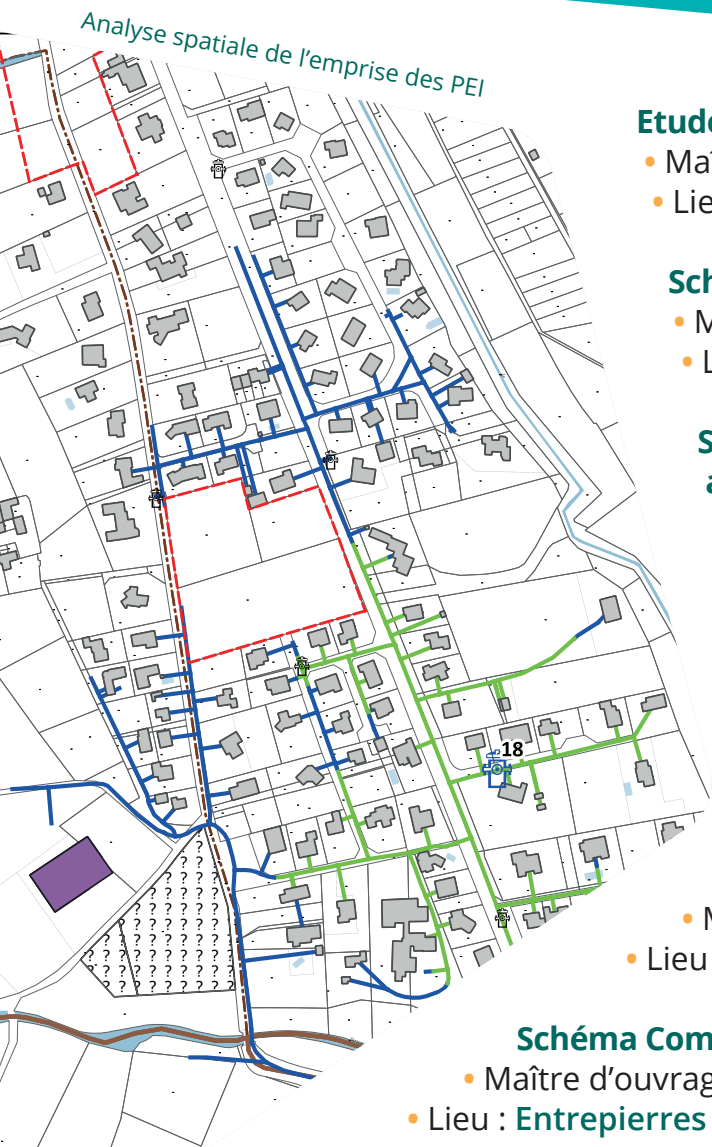 Analyse spatiale de l’emprise des PEI
Etud
• Maî
• Lie
Sch
• M
• L
S
a
18
? ? ? ? ? ? ? ? ? ? ? ?
• M
• Lieu
Schéma Com
• Maître d’ouvrag
• Lieu : Entrepierres